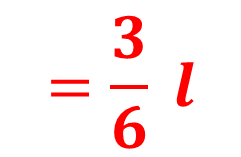 = 3/6 l